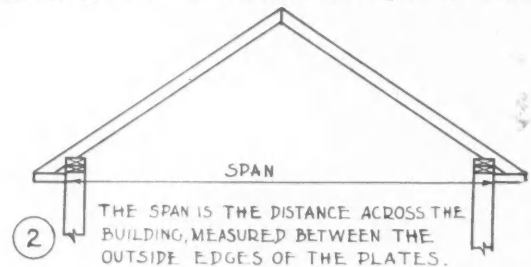 SPAN
2
THE SPAN IS THE DISTANCE ACROSS THE
BUILDING, MEASURED BETWEEN THE
OUTSIDE EDGES OF THE PLATES.